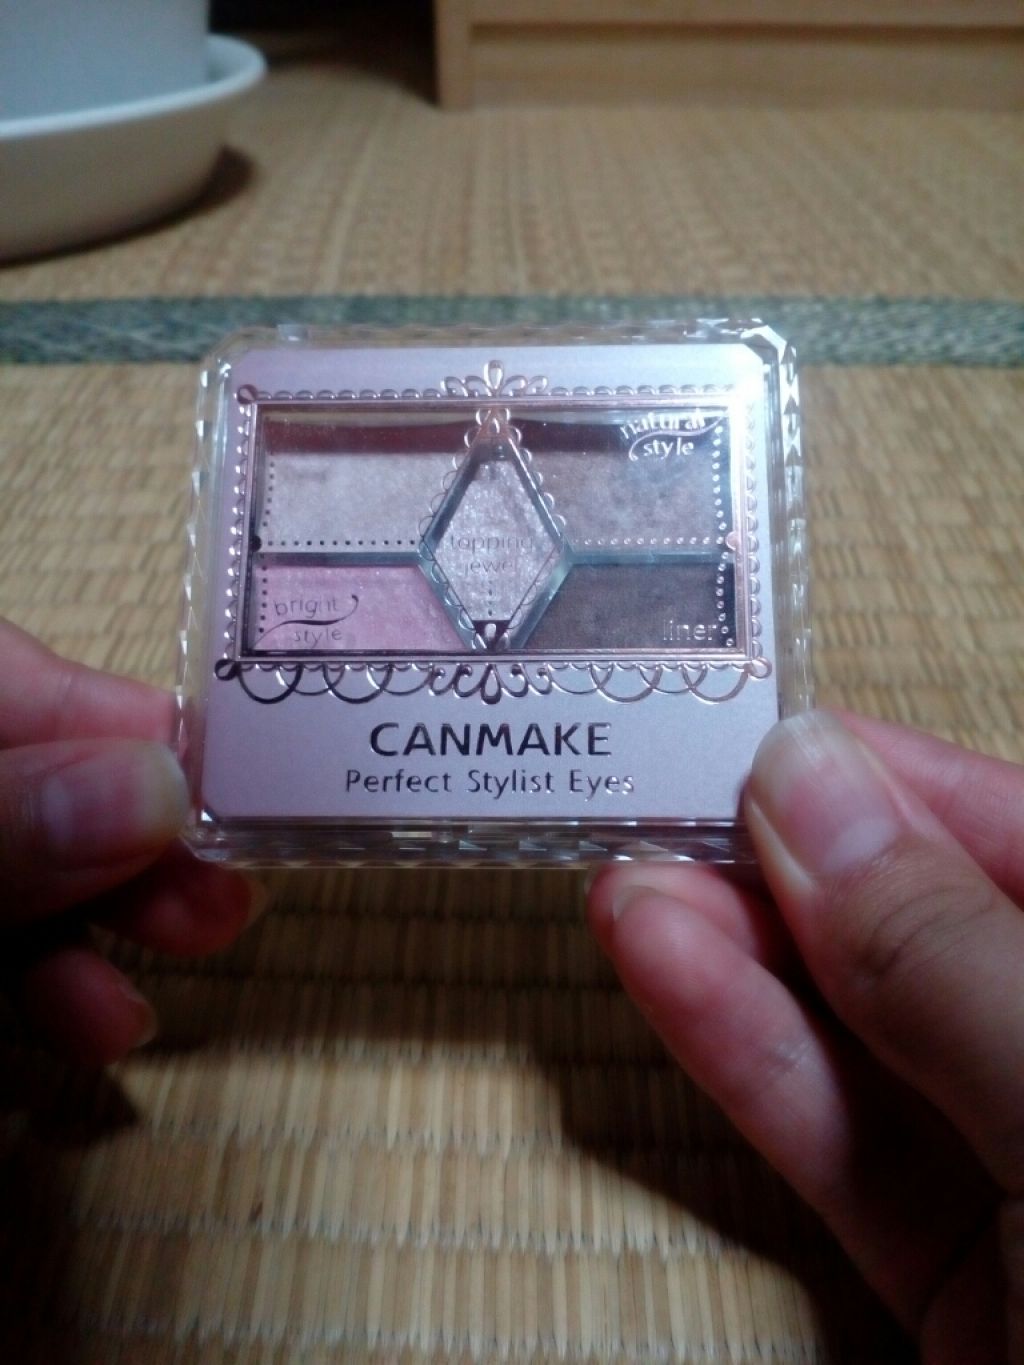 natural
style
topping
jewel
bright
style
liner
CANMAKE
Perfect Stylist Eyes